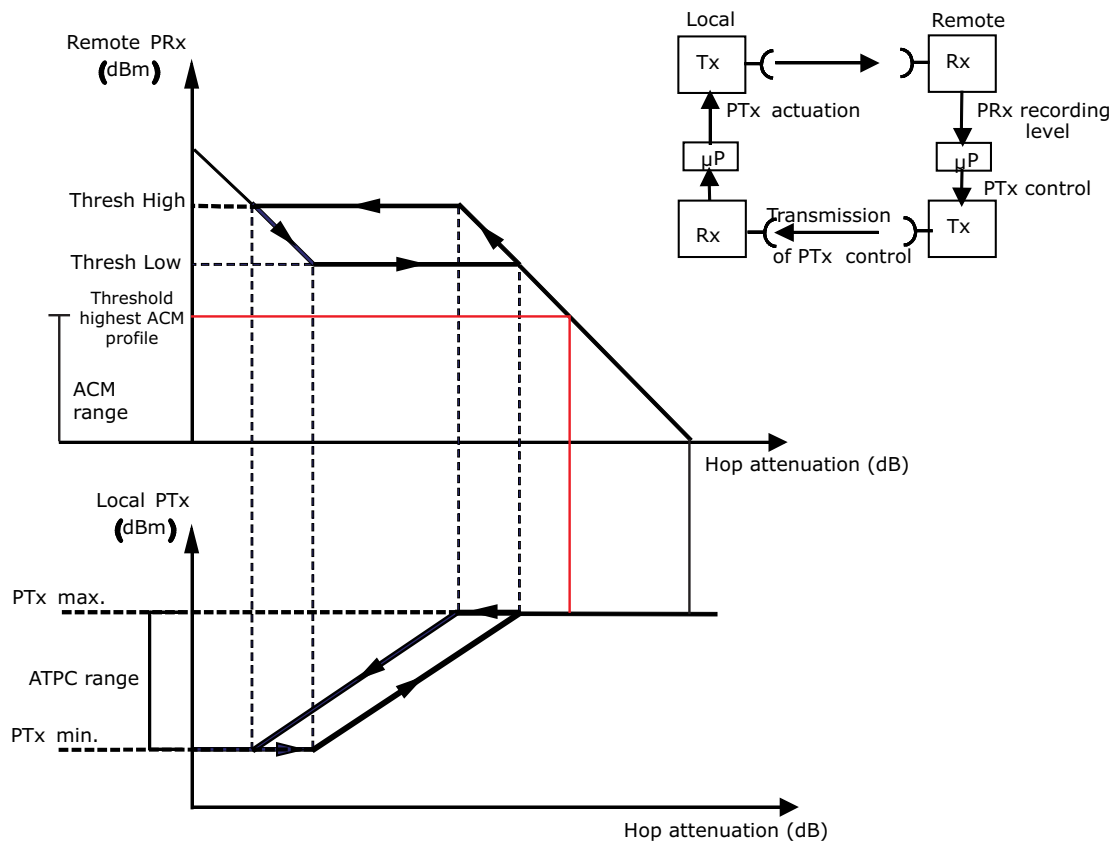 Local
Remote
Remote PRx
(dBm)
Tx
Rx
PTx actuation
PRx recording
level
µP
µP
PTx control
Thresh High
Rx
Transmission
of PTx control
Tx
Thresh Low
Threshold
highest ACM
profile
ACM
range
Hop attenuation (dB)
Local PTx
(dBm)
PTx max.
ATPC range
PTx min.
Hop attenuation (dB)